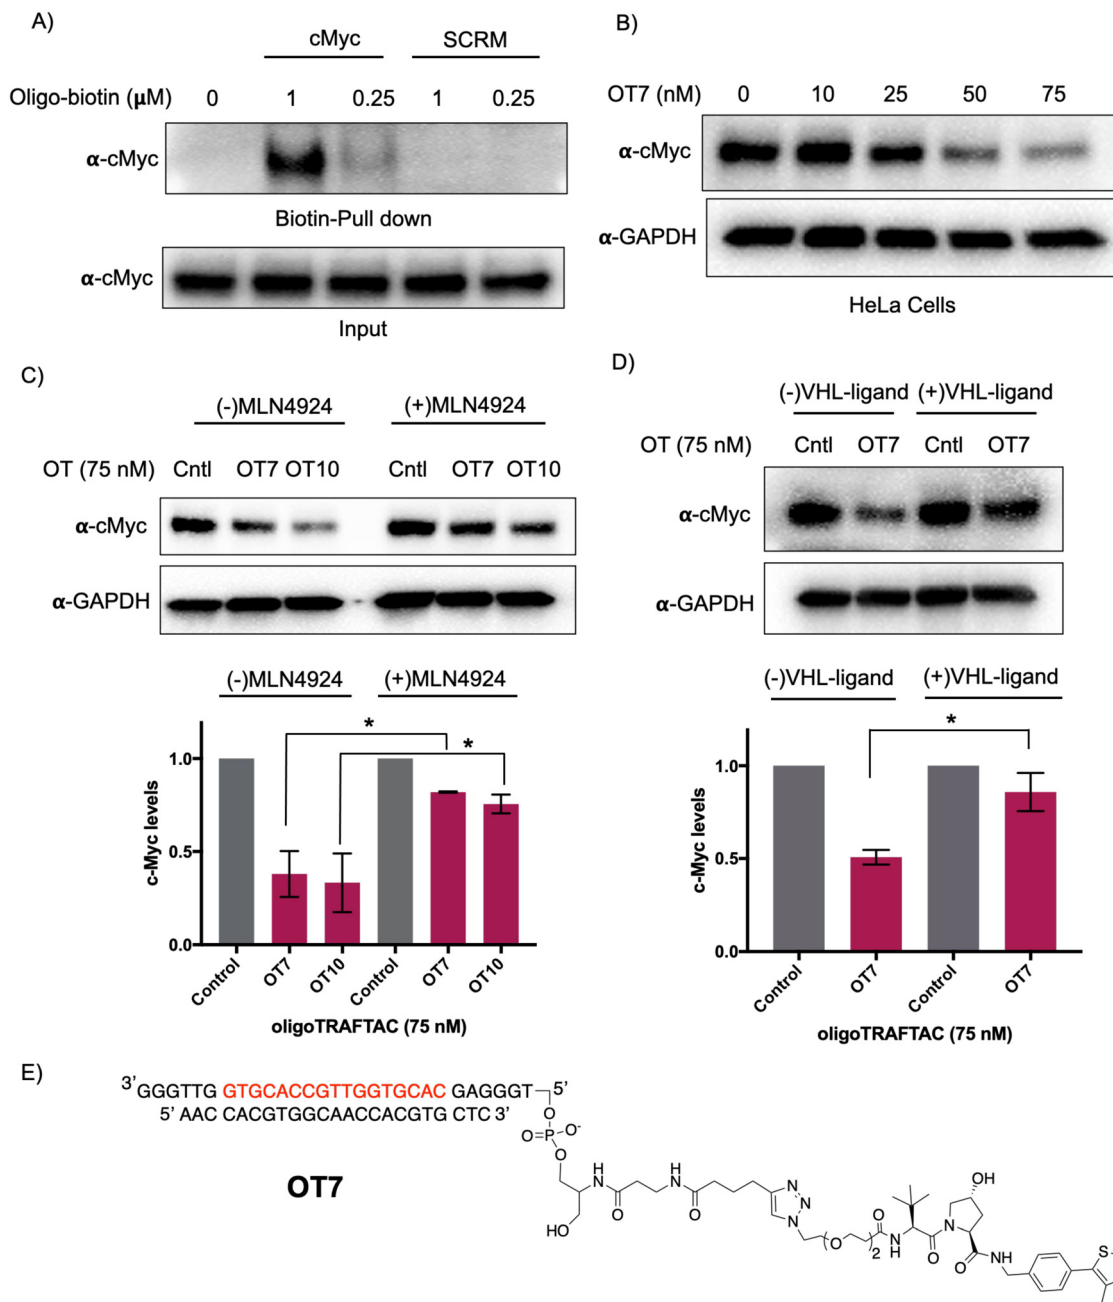 A)
cMyc SCRM
Oligo-biotin (μM) 0 1 0.25 1 0.25
α-cMyc
Biotin-Pull down
α-cMyc
Input
B)
OT7 (nM) 0 10 25 50 75
α-cMyc
α-GAPDH
HeLa Cells
C)
(-)MLN4924 (+)MLN4924
OT (75 nM) Cntl OT7 OT10 Cntl OT7 OT10
α-cMyc
α-GAPDH
(-)MLN4924 (+)MLN4924
* *
c-Myc levels
1.0
0.5
0.0
Control OT7 OT10 Control OT7 OT10
oligoTRAFTAC (75 nM)
D)
(-)VHL-ligand (+)VHL-ligand
OT (75 nM) Cntl OT7 Cntl OT7
α-cMyc
α-GAPDH
(-)VHL-ligand (+)VHL-ligand
*
c-Myc levels
1.0
0.5
0.0
Control OT7 Control OT7
oligoTRAFTAC (75 nM)
E)
3' GGGTTG GTGCACCGTTGGTGCAC GAGGGT 5'
5' AAC CACGTGGCAACCACGTG CTC 3'
OT7
O
O=P-O-
O
H N
O
HO
N H
O
N N N
O 2
O
N H
O
N
OH
O
NH
S